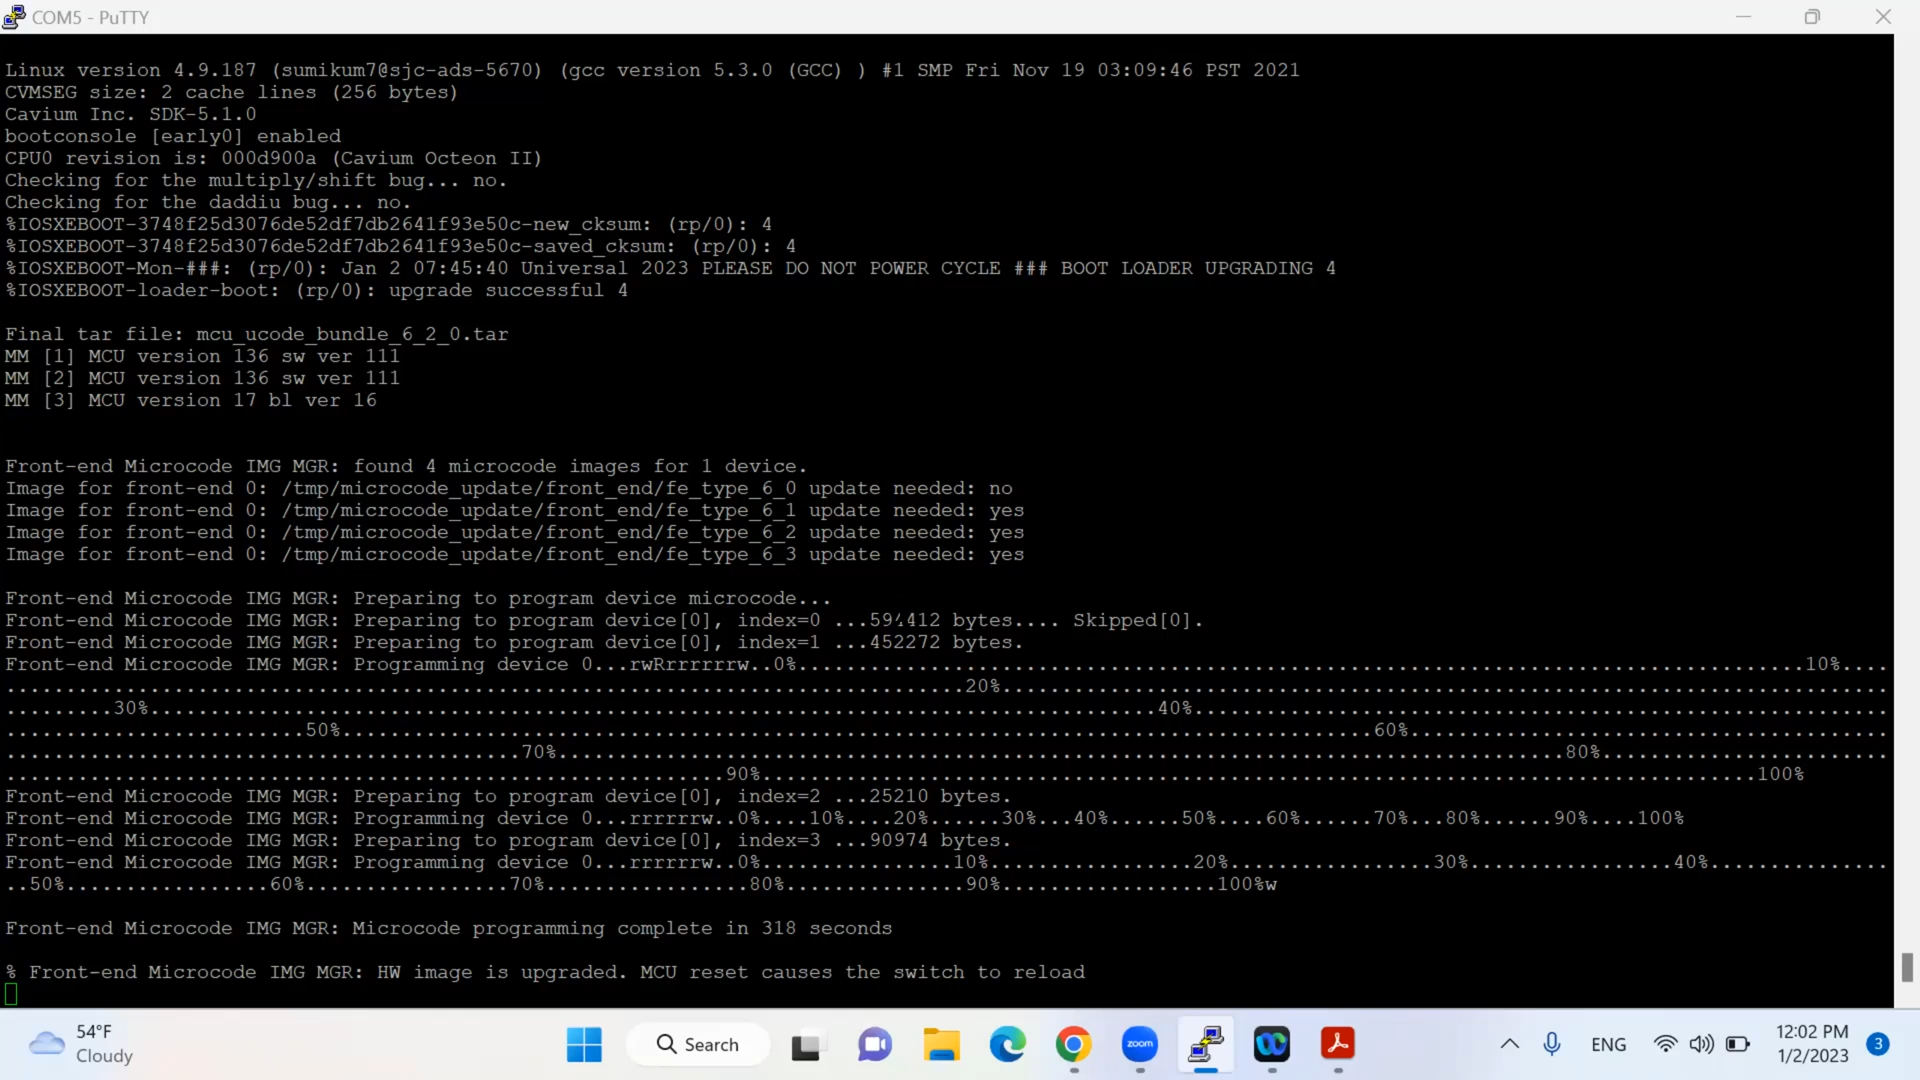 COM5 - PuTTY
Linux version 4.9.187 (sumikum7@sjc-ads-5670) (gcc version 5.3.0 (GCC) ) #1 SMP Fri Nov 19 03:09:46 PST 2021
CVMSEG size: 2 cache lines (256 bytes)
Cavium Inc. SDK-5.1.0
bootconsole [early0] enabled
CPU0 revision is: 000d900a (Cavium Octeon II)
Checking for the multiply/shift bug... no.
Checking for the daddiu bug... no.
%IOSXEBOOT-3748f25d3076de52df7db2641f93e50c-new_cksum: (rp/0): 4
%IOSXEBOOT-3748f25d3076de52df7db2641f93e50c-saved_cksum: (rp/0): 4
%IOSXEBOOT-Mon-###: (rp/0): Jan 2 07:45:40 Universal 2023 PLEASE DO NOT POWER CYCLE ### BOOT LOADER UPGRADING 4
%IOSXEBOOT-loader-boot: (rp/0): upgrade successful 4
Final tar file: mcu_ucode_bundle_6_2_0.tar
MM [1] MCU version 136 sw ver 111
MM [2] MCU version 136 sw ver 111
MM [3] MCU version 17 bl ver 16
Front-end Microcode IMG MGR: found 4 microcode images for 1 device.
Image for front-end 0: /tmp/microcode_update/front_end/fe_type_6_0 update needed: no
Image for front-end 0: /tmp/microcode_update/front_end/fe_type_6_1 update needed: yes
Image for front-end 0: /tmp/microcode_update/front_end/fe_type_6_2 update needed: yes
Image for front-end 0: /tmp/microcode_update/front_end/fe_type_6_3 update needed: yes
Front-end Microcode IMG MGR: Preparing to program device microcode...
Front-end Microcode IMG MGR: Preparing to program device[0], index=0 ...594412 bytes.... Skipped[0].
Front-end Microcode IMG MGR: Preparing to program device[0], index=1 ...452272 bytes.
Front-end Microcode IMG MGR: Programming device 0...rwRrrrrrrw..0%....................................................................................10%....
................................................................................20%..........................................................................
.........30%....................................................................................40%..........................................................
.........................50%......................................................................................60%........................................
...........................................70%....................................................................................80%........................
............................................................90%...................................................................................100%
Front-end Microcode IMG MGR: Preparing to program device[0], index=2 ...25210 bytes.
Front-end Microcode IMG MGR: Programming device 0...rrrrrrw..0%....10%....20%......30%...40%......50%....60%......70%...80%......90%....100%
Front-end Microcode IMG MGR: Preparing to program device[0], index=3 ...90974 bytes.
Front-end Microcode IMG MGR: Programming device 0...rrrrrrw..0%................10%.................20%.................30%.................40%...............
..50%.................60%.................70%.................80%...............90%..................100%w
Front-end Microcode IMG MGR: Microcode programming complete in 318 seconds
% Front-end Microcode IMG MGR: HW image is upgraded. MCU reset causes the switch to reload
54°F
Cloudy
Search
zoom
ENG
12:02 PM
1/2/2023
3